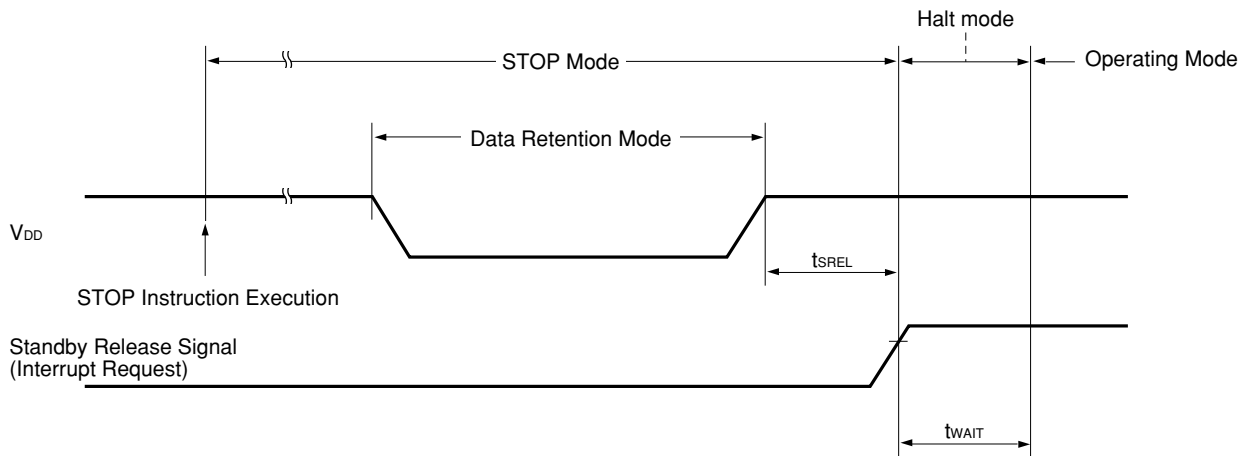 Halt mode
STOP Mode
Operating Mode
Data Retention Mode
VDD
tSREL
STOP Instruction Execution
Standby Release Signal
(Interrupt Request)
tWAIT